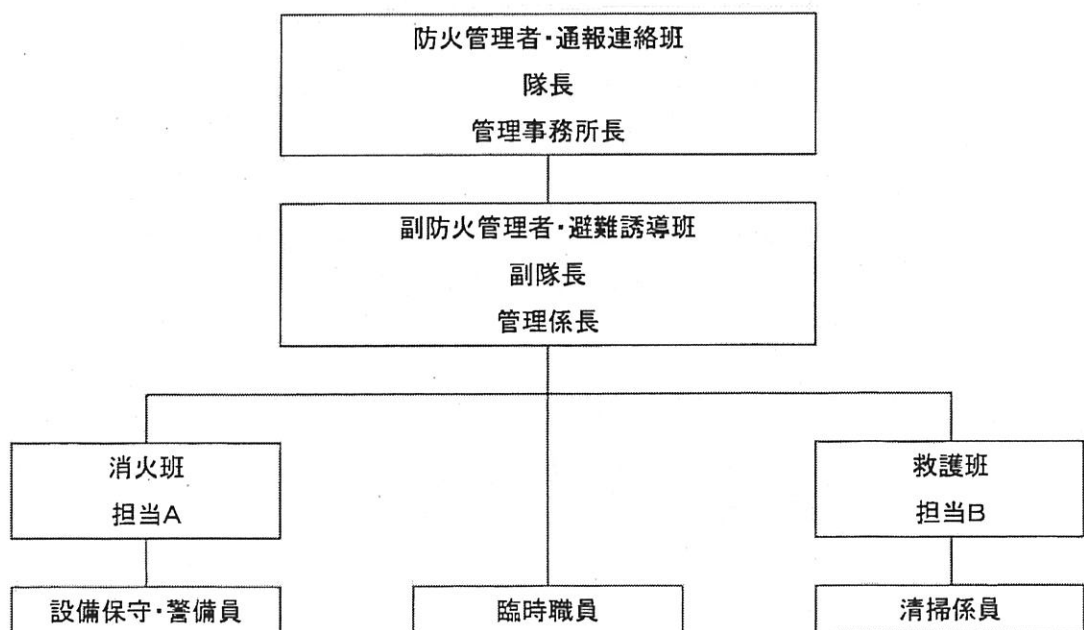 防火管理者・通報連絡班
隊長
管理事務所長
副防火管理者・避難誘導班
副隊長
管理係長
消火班
担当A
救護班
担当B
設備保守・警備員
臨時職員
清掃係員